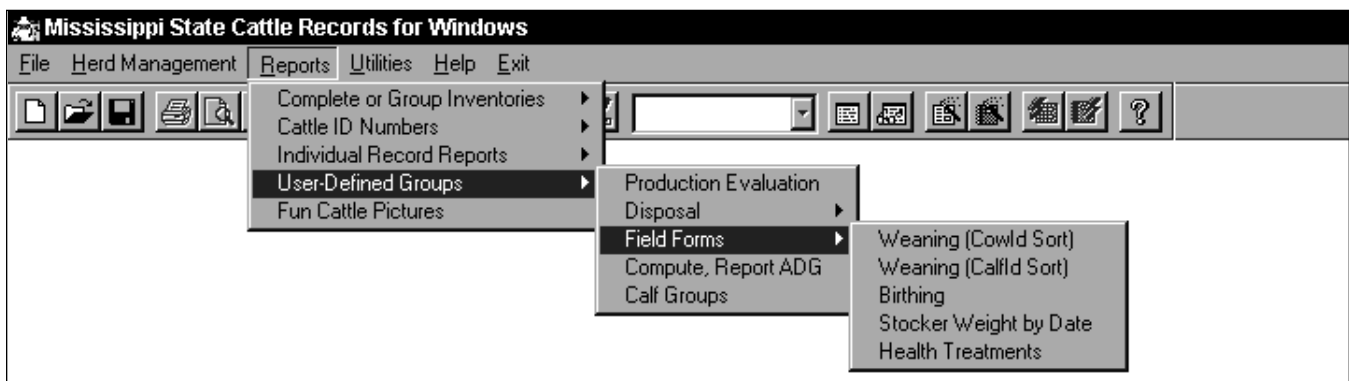 Mississippi State Cattle Records for Windows
File Herd Management Reports Utilities Help Exit
Complete or Group Inventories
Cattle ID Numbers
Individual Record Reports
User-Defined Groups
Fun Cattle Pictures
Production Evaluation
Disposal
Field Forms
Compute, Report ADG
Calf Groups
Weaning (CowId Sort)
Weaning (CalfId Sort)
Birthing
Stocker Weight by Date
Health Treatments